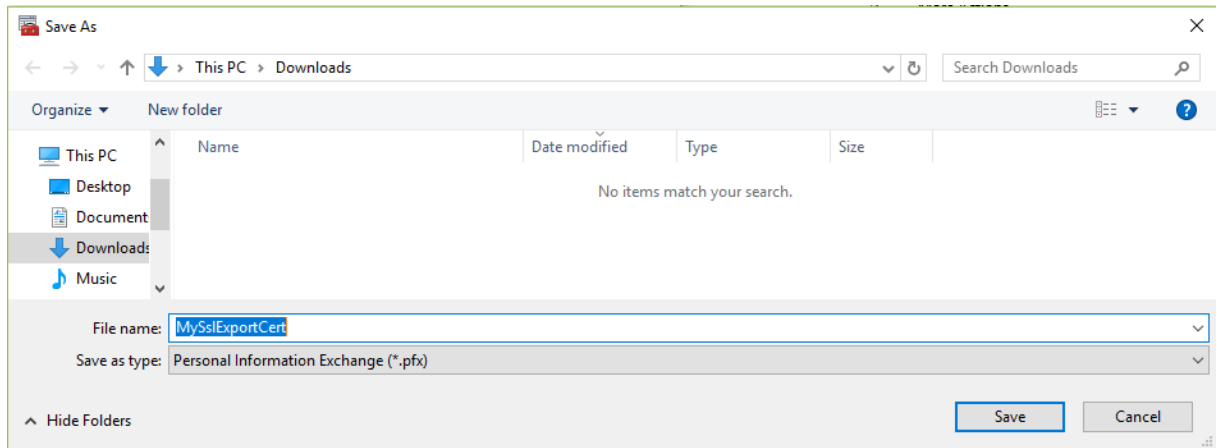 Save As
This PC > Downloads
Search Downloads
Organize
New folder
Name
Date modified
Type
Size
This PC
Desktop
Document
Downloads
Music
No items match your search.
File name: MySslExportCert
Save as type: Personal Information Exchange (*.pfx)
Hide Folders
Save
Cancel